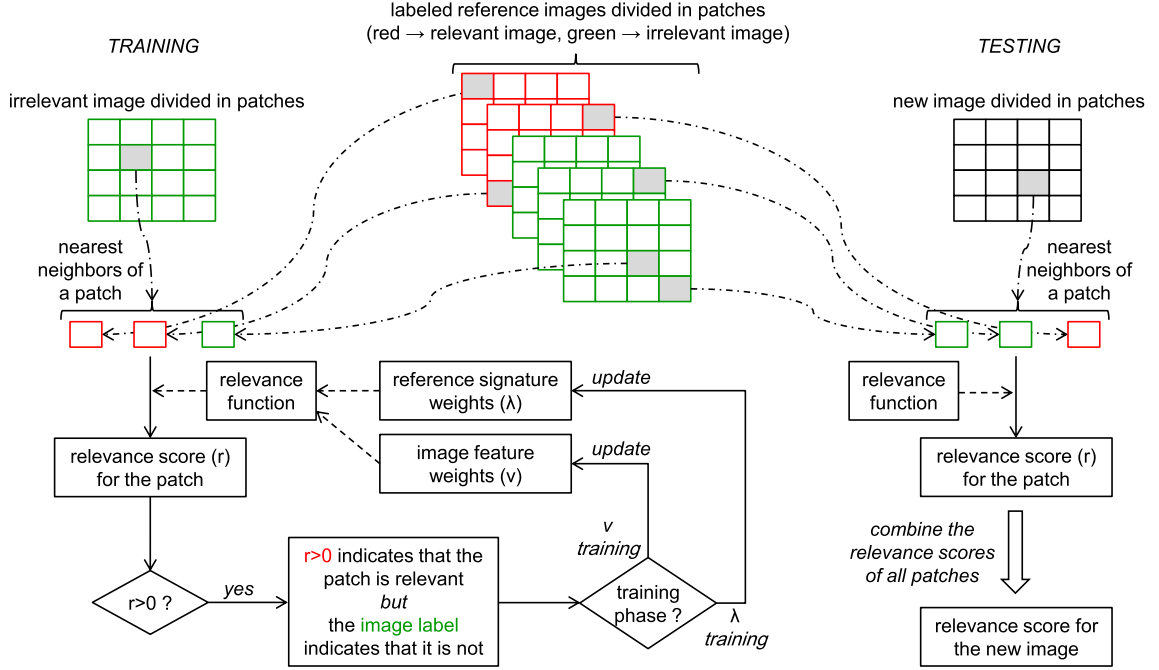 labeled reference images divided in patches
(red → relevant image, green → irrelevant image)
TRAINING
TESTING
irrelevant image divided in patches
new image divided in patches
nearest
neighbors of
a patch
nearest
neighbors of
a patch
relevance
function
reference signature
weights (λ)
update
relevance
function
relevance score (r)
for the patch
image feature
weights (v)
update
relevance score (r)
for the patch
v
training
combine the
relevance scores
of all patches
r>0 ?
yes
r>0 indicates that the
patch is relevant
but
the image label
indicates that it is not
training
phase ?
λ
training
relevance score for
the new image